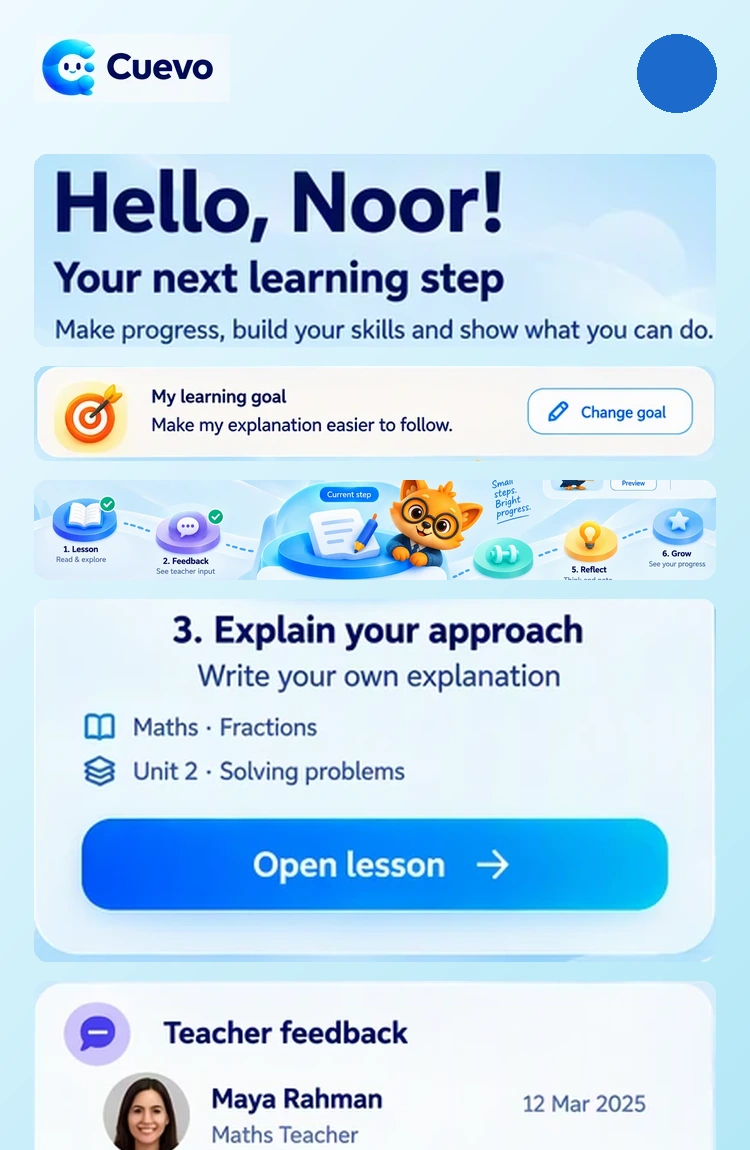 Cuevo
Hello, Noor!
Your next learning step
Make progress, build your skills and show what you can do.
My learning goal
Make my explanation easier to follow.
Change goal
1. Lesson
Read & explore
2. Feedback
See teacher input
Current step
Small
steps.
Bright
progress.
Preview
5. Reflect
6. Grow
See your progress
3. Explain your approach
Write your own explanation
Maths · Fractions
Unit 2 · Solving problems
Open lesson
Teacher feedback
Maya Rahman
12 Mar 2025
Maths Teacher